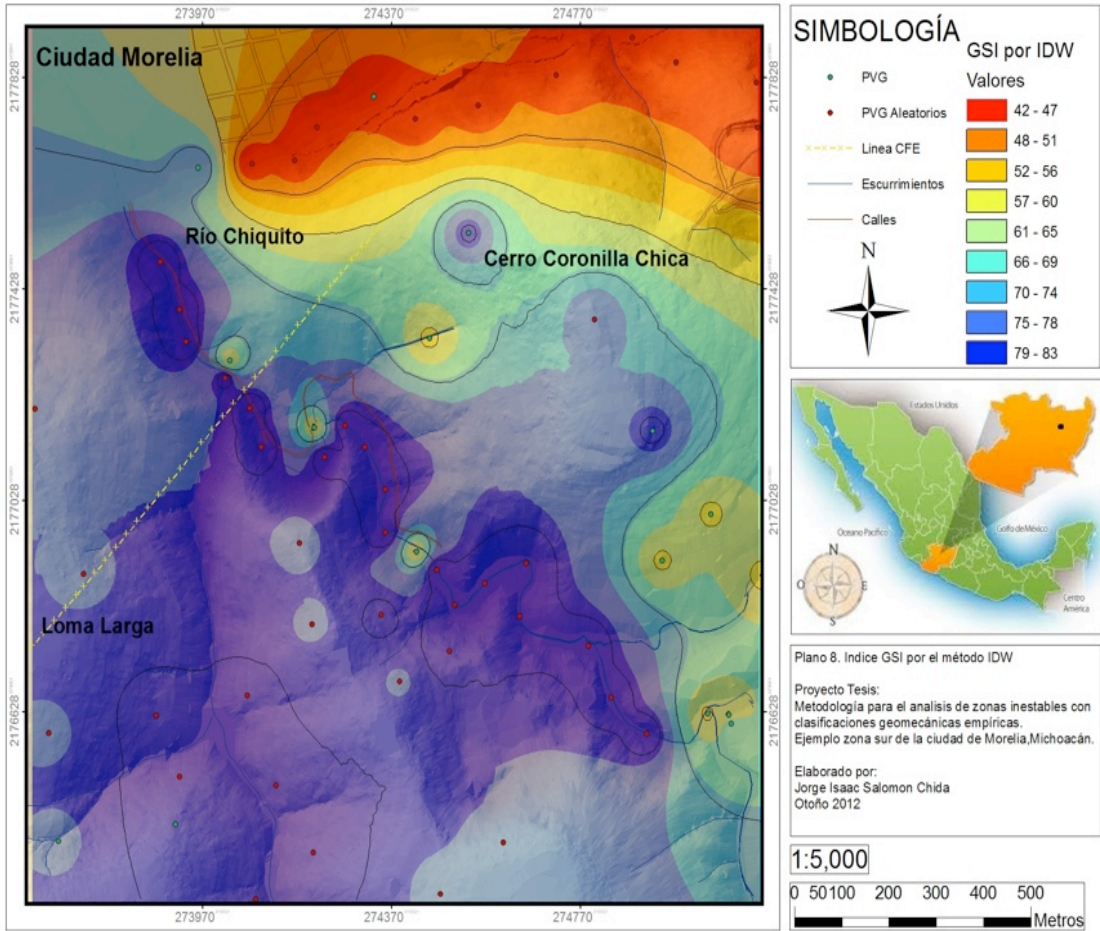 273970 274370 274770
Ciudad Morelia
Río Chiquito
Cerro Coronilla Chica
Loma Larga
2177828
2177428
2177028
2176628
2177828
2177428
2177028
2176628
273970 274370 274770
SIMBOLOGÍA
PVG
PVG Aleatorios
Linea CFE
Escurrimientos
Calles
N
GSI por IDW
Valores
42 - 47
48 - 51
52 - 56
57 - 60
61 - 65
66 - 69
70 - 74
75 - 78
79 - 83
Estados Unidos
Golfo de México
Oceano Pacífico
Centro
América
N
O E
S
Plano 8. Indice GSI por el método IDW
Proyecto Tesis:
Metodología para el analisis de zonas inestables con
clasificaciones geomecánicas empíricas.
Ejemplo zona sur de la ciudad de Morelia,Michoacán.
Elaborado por:
Jorge Isaac Salomon Chida
Otoño 2012
1:5,000
0 50100 200 300 400 500
Metros